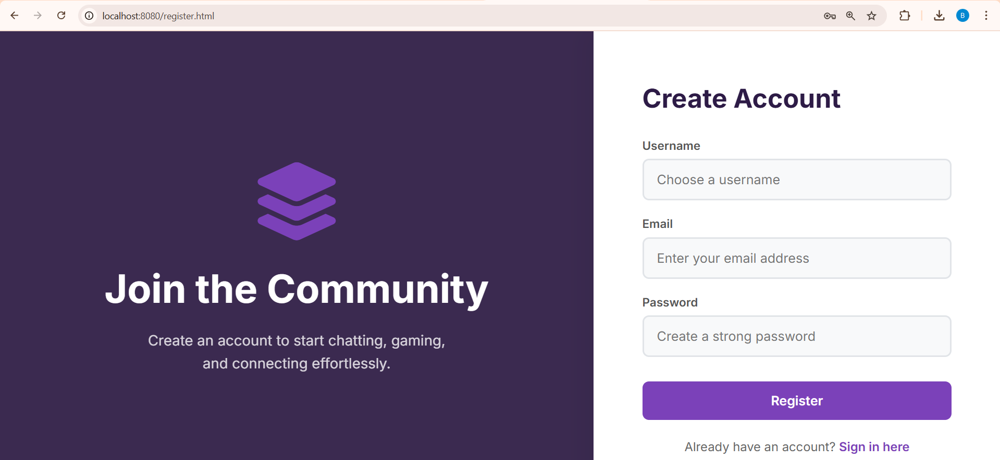 localhost:8080/register.html
B
Join the Community
Create an account to start chatting, gaming,
and connecting effortlessly.
Create Account
Username
Choose a username
Email
Enter your email address
Password
Create a strong password
Register
Already have an account? Sign in here